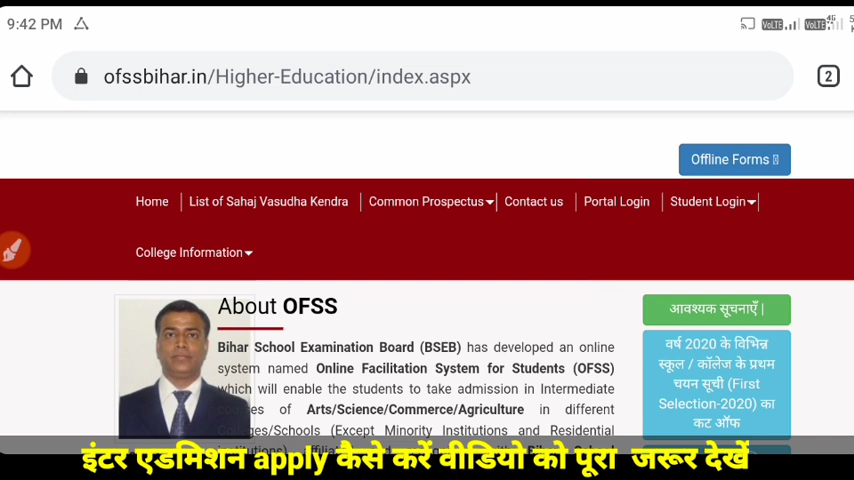 9:42 PM
VoLTE VoLTE 4G
ofssbihar.in/Higher-Education/index.aspx
2
Offline Forms
Home List of Sahaj Vasudha Kendra Common Prospectus Contact us Portal Login Student Login
College Information
About OFSS
Bihar School Examination Board (BSEB) has developed an online
system named Online Facilitation System for Students (OFSS)
which will enable the students to take admission in Intermediate
courses of Arts/Science/Commerce/Agriculture in different
Colleges/Schools (Except Minority Institutions and Residential
आवश्यक सूचनाएँ |
वर्ष 2020 के विभिन्न
स्कूल / कॉलेज के प्रथम
चयन सूची (First
Selection-2020) का
कट ऑफ
इंटर एडमिशन apply कैसे करें वीडियो को पूरा जरूर देखें